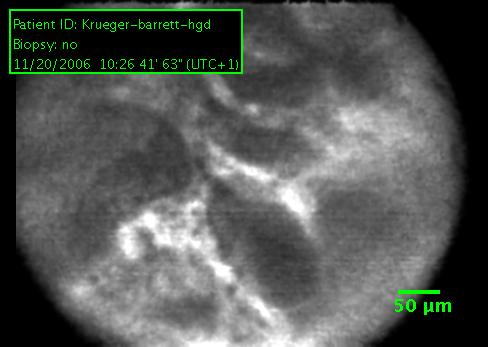 Patient ID: Krueger-barrett-hgd
Biopsy: no
11/20/2006 10:26 41' 63" (UTC+1)
50 µm